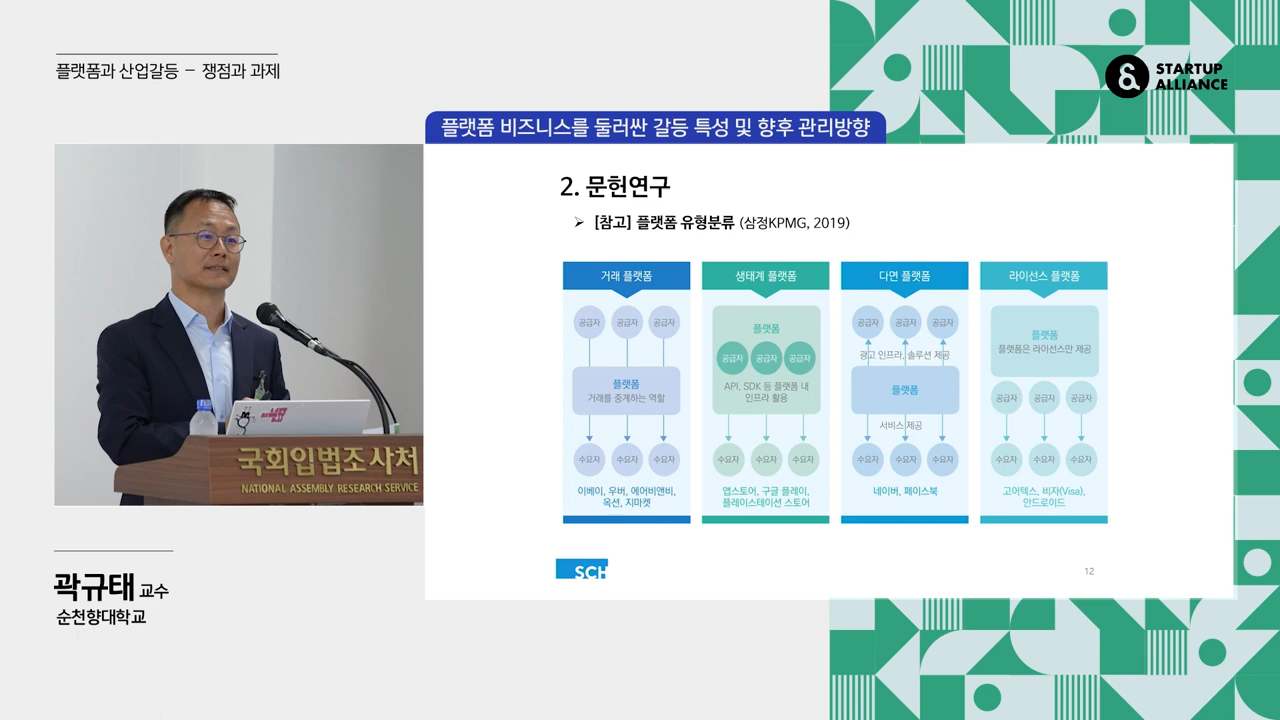 플랫폼과 산업갈등 – 쟁점과 과제
STARTUP
ALLIANCE
플랫폼 비즈니스를 둘러싼 갈등 특성 및 향후 관리방향
2. 문헌연구
➢ [참고] 플랫폼 유형분류 (삼정KPMG, 2019)
거래 플랫폼
공급자 공급자 공급자
플랫폼
거래를 중계하는 역할
수요자 수요자 수요자
이베이, 우버, 에어비앤비,
옥션, 지마켓
생태계 플랫폼
플랫폼
공급자 공급자 공급자
API, SDK 등 플랫폼 내
인프라 활용
수요자 수요자 수요자
앱스토어, 구글 플레이,
플레이스테이션 스토어
다면 플랫폼
공급자 공급자 공급자
광고 인프라, 솔루션 제공
플랫폼
서비스 제공
수요자 수요자 수요자
네이버, 페이스북
라이선스 플랫폼
플랫폼
플랫폼은 라이선스만 제공
공급자 공급자 공급자
수요자 수요자 수요자
고어텍스, 비자(Visa),
안드로이드
SCH
12
국회입법조사처
NATIONAL ASSEMBLY RESEARCH SERVICE
곽규태 교수
순천향대학교